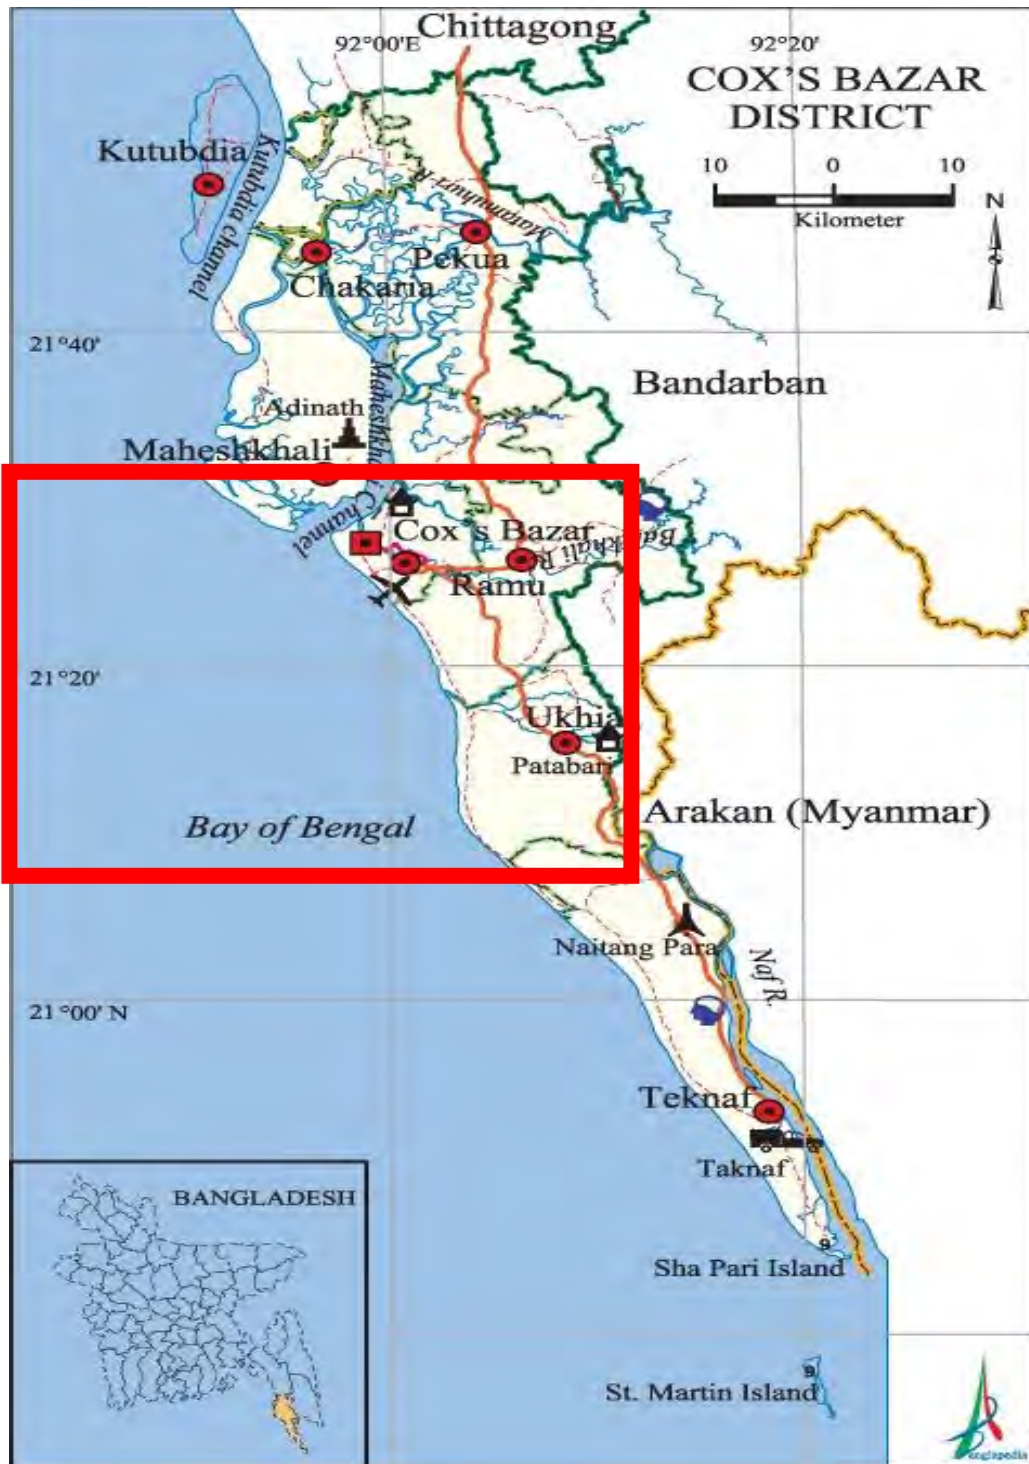 Chittagong
92°00'E
92°20'
COX'S BAZAR
DISTRICT
10 0 10
Kilometer
N
Kutubdia
Kutubdia channel
Matamuhuri R.
Pekua
Chakaria
21°40'
Maheshkhali Channel
Bandarban
Adinath
Maheshkhali
Cox's Bazar
Ramu
21°20'
Ukhia
Patabari
Arakan (Myanmar)
Bay of Bengal
Naitang Para
Naf R.
21°00' N
Teknaf
Taknaf
BANGLADESH
Sha Pari Island
St. Martin Island